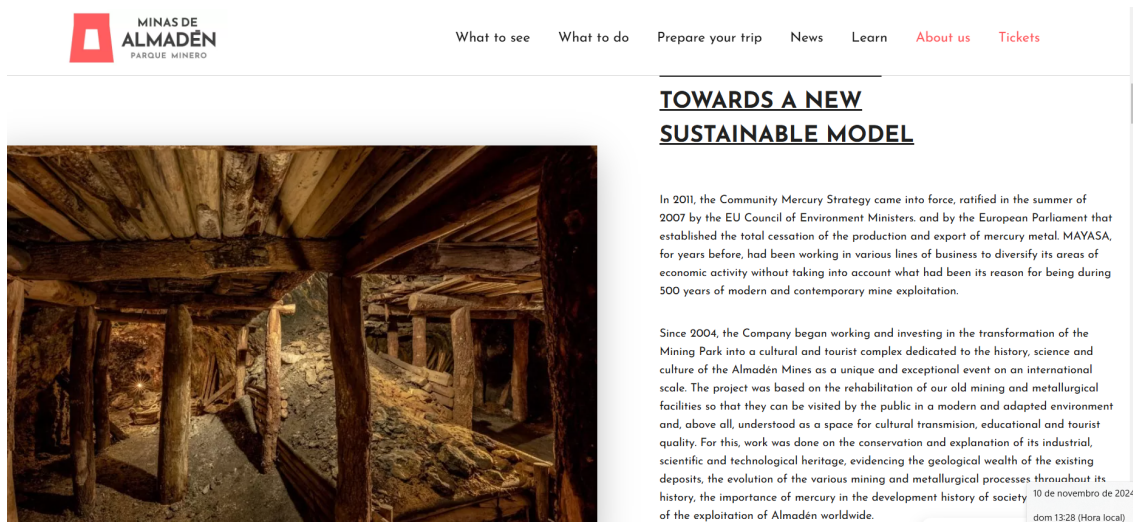 MINAS DE
ALMADÉN
PARQUE MINERO
What to see
What to do
Prepare your trip
News
Learn
About us
Tickets
TOWARDS A NEW
SUSTAINABLE MODEL
In 2011, the Community Mercury Strategy came into force, ratified in the summer of
2007 by the EU Council of Environment Ministers. and by the European Parliament that
established the total cessation of the production and export of mercury metal. MAYASA,
for years before, had been working in various lines of business to diversify its areas of
economic activity without taking into account what had been its reason for being during
500 years of modern and contemporary mine exploitation.
Since 2004, the Company began working and investing in the transformation of the
Mining Park into a cultural and tourist complex dedicated to the history, science and
culture of the Almadén Mines as a unique and exceptional event on an international
scale. The project was based on the rehabilitation of our old mining and metallurgical
facilities so that they can be visited by the public in a modern and adapted environment
and, above all, understood as a space for cultural transmision, educational and tourist
quality. For this, work was done on the conservation and explanation of its industrial,
scientific and technological heritage, evidencing the geological wealth of the existing
deposits, the evolution of the various mining and metallurgical processes throughout its
history, the importance of mercury in the development history of society
of the exploitation of Almadén worldwide.
10 de novembro de 2024
dom 13:28 (Hora local)